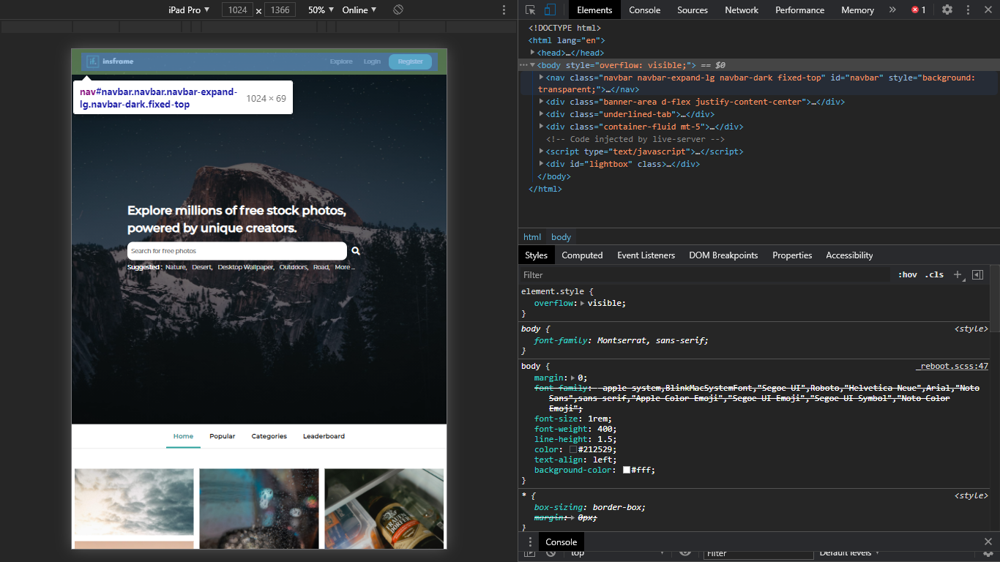 iPad Pro 1024 x 1366 50% Online
if. insframe Explore Login Register
nav#navbar.navbar.navbar-expand-
lg.navbar-dark.fixed-top
1024 × 69
Explore millions of free stock photos,
powered by unique creators.
Search for free photos
Suggested : Nature, Desert, Desktop Wallpaper, Outdoors, Road, More ...
Home Popular Categories Leaderboard
FRAUEN
DORFER
Elements Console Sources Network Performance Memory » 1
<!DOCTYPE html>
<html lang="en">
<head>…</head>
<body style="overflow: visible;"> == $0
<nav class="navbar navbar-expand-lg navbar-dark fixed-top" id="navbar" style="background:
transparent;">…</nav>
<div class="banner-area d-flex justify-content-center">…</div>
<div class="underlined-tab">…</div>
<div class="container-fluid mt-5">…</div>
<!-- Code injected by live-server -->
<script type="text/javascript">…</script>
<div id="lightbox" class>…</div>
</body>
</html>
html body
Styles Computed Event Listeners DOM Breakpoints Properties Accessibility
Filter :hov .cls +
element.style {
overflow: visible;
}
body { <style>
font-family: Montserrat, sans-serif;
}
body { _reboot.scss:47
margin: 0;
font-family: -apple-system,BlinkMacSystemFont,"Segoe UI",Roboto,"Helvetica Neue",Arial,"Noto
Sans",sans-serif,"Apple Color Emoji","Segoe UI Emoji","Segoe UI Symbol","Noto Color
Emoji";
font-size: 1rem;
font-weight: 400;
line-height: 1.5;
color: #212529;
text-align: left;
background-color: #fff;
}
* { <style>
box-sizing: border-box;
margin: 0px;
}
Console
top Filter Default levels